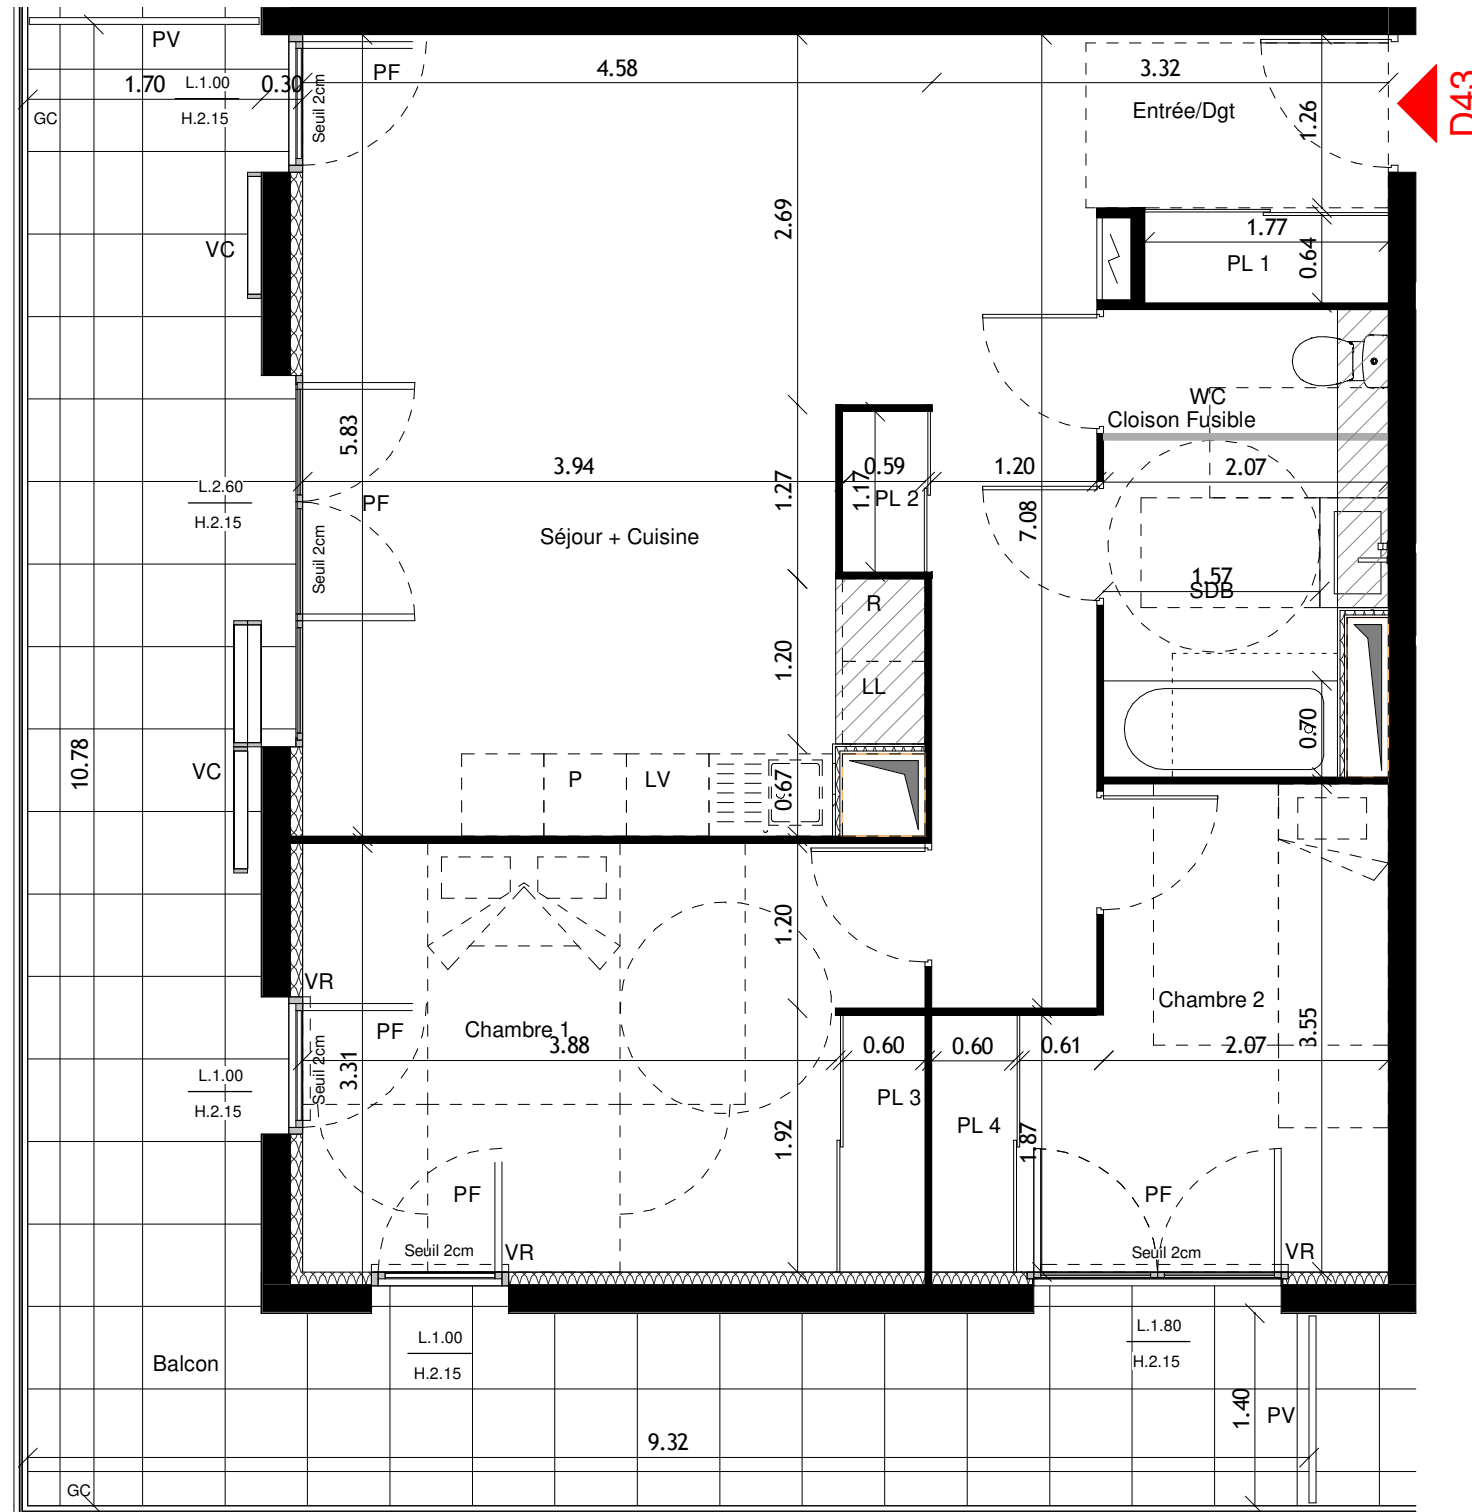 PV
1.70
L.1.00
H.2.15
0.30
GC
Seuil 2cm
PF
4.58
3.32
Entrée/Dgt
1.26
D43
2.69
1.77
PL 1
0.64
VC
WC
Cloison Fusible
5.83
3.94
1.27
0.59
1.17
PL 2
1.20
7.08
2.07
L.2.60
H.2.15
PF
Seuil 2cm
Séjour + Cuisine
1.57
SDB
R
1.20
LL
0.70
10.78
VC
P
LV
0.67
1.20
VR
PF
Chambre 1
3.88
0.60
0.60
0.61
Chambre 2
2.07
3.55
L.1.00
H.2.15
Seuil 2cm
3.31
PL 3
PL 4
1.92
1.87
PF
PF
Seuil 2cm
VR
Seuil 2cm
VR
L.1.00
H.2.15
L.1.80
H.2.15
Balcon
1.40
PV
9.32
GC